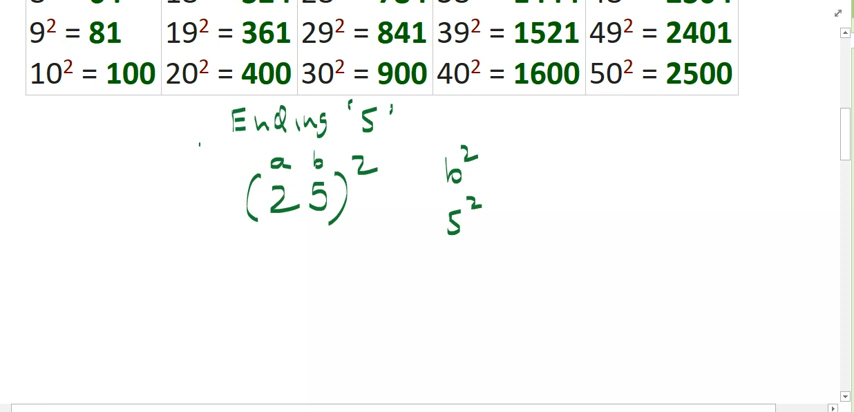 9² = 81 19² = 361 29² = 841 39² = 1521 49² = 2401
10² = 100 20² = 400 30² = 900 40² = 1600 50² = 2500
Ending '5'
a b
(25)² b²
5²